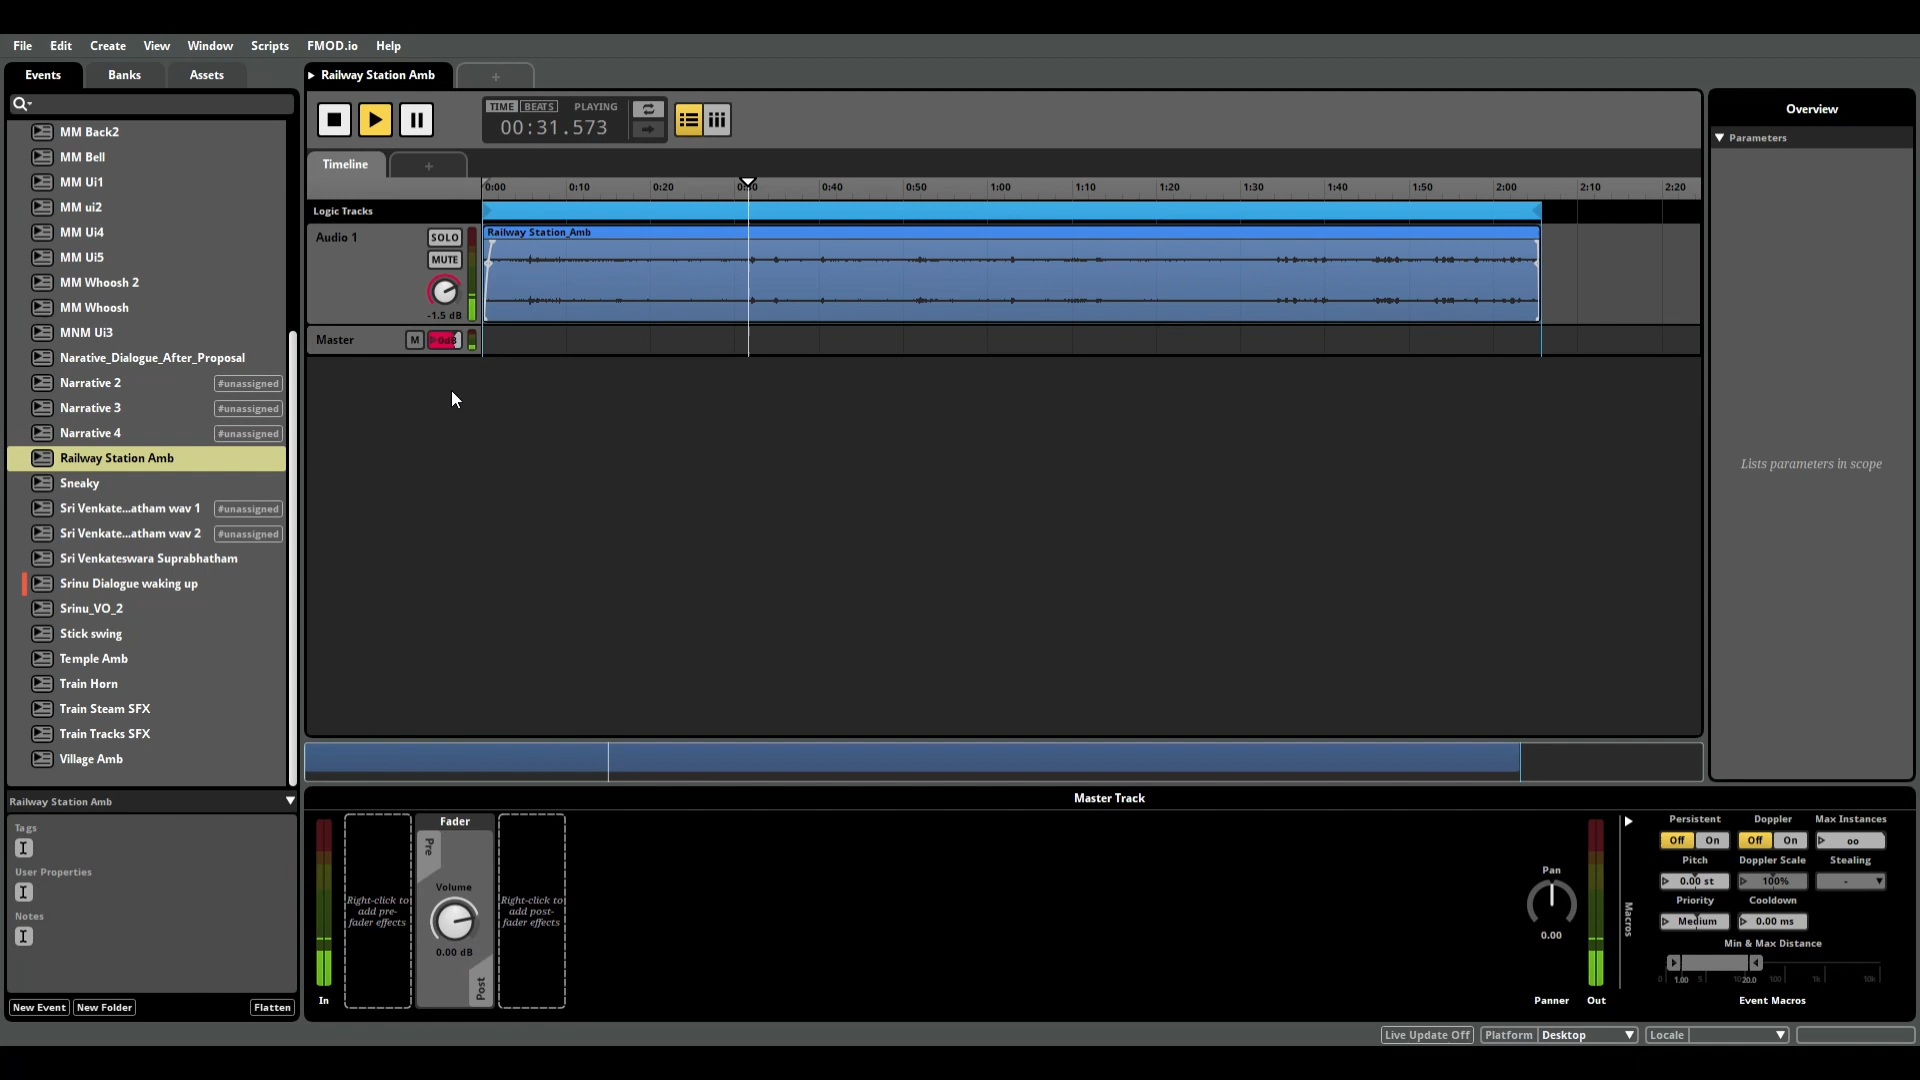 File Edit Create View Window Scripts FMOD.io Help
Events Banks Assets
Railway Station Amb
+
MM Back2
MM Bell
MM Ui1
MM ui2
MM Ui4
MM Ui5
MM Whoosh 2
MM Whoosh
MNM Ui3
Narative_Dialogue_After_Proposal
Narrative 2 #unassigned
Narrative 3 #unassigned
Narrative 4 #unassigned
Railway Station Amb
Sneaky
Sri Venkate...atham wav 1 #unassigned
Sri Venkate...atham wav 2 #unassigned
Sri Venkateswara Suprabhatham
Srinu Dialogue waking up
Srinu_VO_2
Stick swing
Temple Amb
Train Horn
Train Steam SFX
Train Tracks SFX
Village Amb
Railway Station Amb
Tags
User Properties
Notes
New Event New Folder Flatten
TIME BEATS PLAYING
00:31.573
Timeline +
0:00 0:10 0:20 0:40 0:50 1:00 1:10 1:20 1:30 1:40 1:50 2:00 2:10 2:20
Logic Tracks
Audio 1 SOLO
MUTE
-1.5 dB
Railway Station_Amb
Master M 0dB
Overview
Parameters
Lists parameters in scope
Master Track
In
Right-click to
add pre-
fader effects
Fader
Pre
Volume
0.00 dB
Post
Right-click to
add post-
fader effects
Pan
0.00
Panner
Out
Macros
Persistent Doppler Max Instances
Off On Off On oo
Pitch Doppler Scale Stealing
0.00 st 100% -
Priority Cooldown
Medium 0.00 ms
Min & Max Distance
1.00 5 20.0 100 1k 10k
Event Macros
Live Update Off Platform Desktop Locale